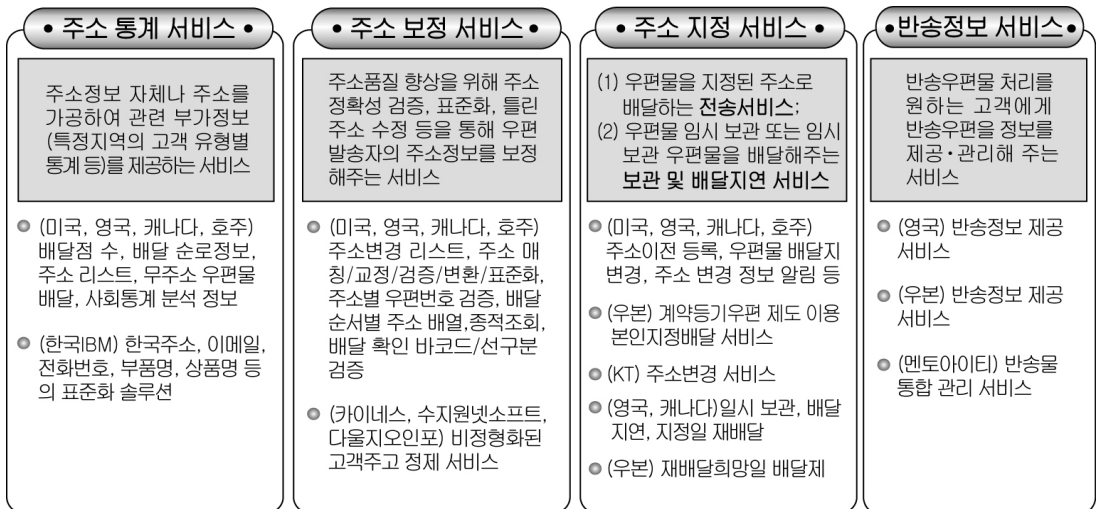 • 주소 통계 서비스 •
주소정보 자체나 주소를
가공하여 관련 부가정보
(특정지역의 고객 유형별
통계 등)를 제공하는 서비스
(미국, 영국, 캐나다, 호주)
배달점 수, 배달 순로정보,
주소 리스트, 무주소 우편물
배달, 사회통계 분석 정보
(한국IBM) 한국주소, 이메일,
전화번호, 부품명, 상품명 등
의 표준화 솔루션
• 주소 보정 서비스 •
주소품질 향상을 위해 주소
정확성 검증, 표준화, 틀린
주소 수정 등을 통해 우편
발송자의 주소정보를 보정
해주는 서비스
(미국, 영국, 캐나다, 호주)
주소변경 리스트, 주소 매
칭/교정/검증/변환/표준화,
주소별 우편번호 검증, 배달
순서별 주소 배열,종적조회,
배달 확인 바코드/선구분
검증
(카이네스, 수지원넷소프트,
다울지오인포) 비정형화된
고객주고 정제 서비스
• 주소 지정 서비스 •
(1) 우편물을 지정된 주소로
배달하는 전송서비스;
(2) 우편물 임시 보관 또는 임시
보관 우편물을 배달해주는
보관 및 배달지연 서비스
(미국, 영국, 캐나다, 호주)
주소이전 등록, 우편물 배달지
변경, 주소 변경 정보 알림 등
(우본) 계약등기우편 제도 이용
본인지정배달 서비스
(KT) 주소변경 서비스
(영국, 캐나다)일시 보관, 배달
지연, 지정일 재배달
(우본) 재배달희망일 배달제
•반송정보 서비스•
반송우편물 처리를
원하는 고객에게
반송우편을 정보를
제공•관리해 주는
서비스
(영국) 반송정보 제공
서비스
(우본) 반송정보 제공
서비스
(멘토아이티) 반송물
통합 관리 서비스